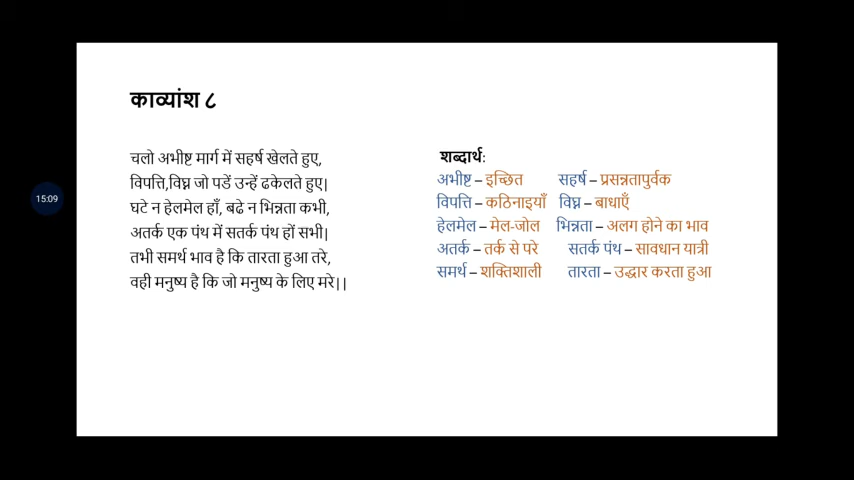 काव्यांश ८
चलो अभीष्ट मार्ग में सहर्ष खेलते हुए,
विपत्ति,विघ्न जो पडें उन्हें ढकेलते हुए|
घटे न हेलमेल हाँ, बढे न भिन्नता कभी,
अतर्क एक पंथ में सतर्क पंथ हों सभी|
तभी समर्थ भाव है कि तारता हुआ तरे,
वही मनुष्य है कि जो मनुष्य के लिए मरे||
शब्दार्थ:
अभीष्ट – इच्छित सहर्ष – प्रसन्नतापुर्वक
विपत्ति – कठिनाइयाँ विघ्न – बाधाएँ
हेलमेल – मेल-जोल भिन्नता – अलग होने का भाव
अतर्क – तर्क से परे सतर्क पंथ – सावधान यात्री
समर्थ – शक्तिशाली तारता – उद्धार करता हुआ
15:09